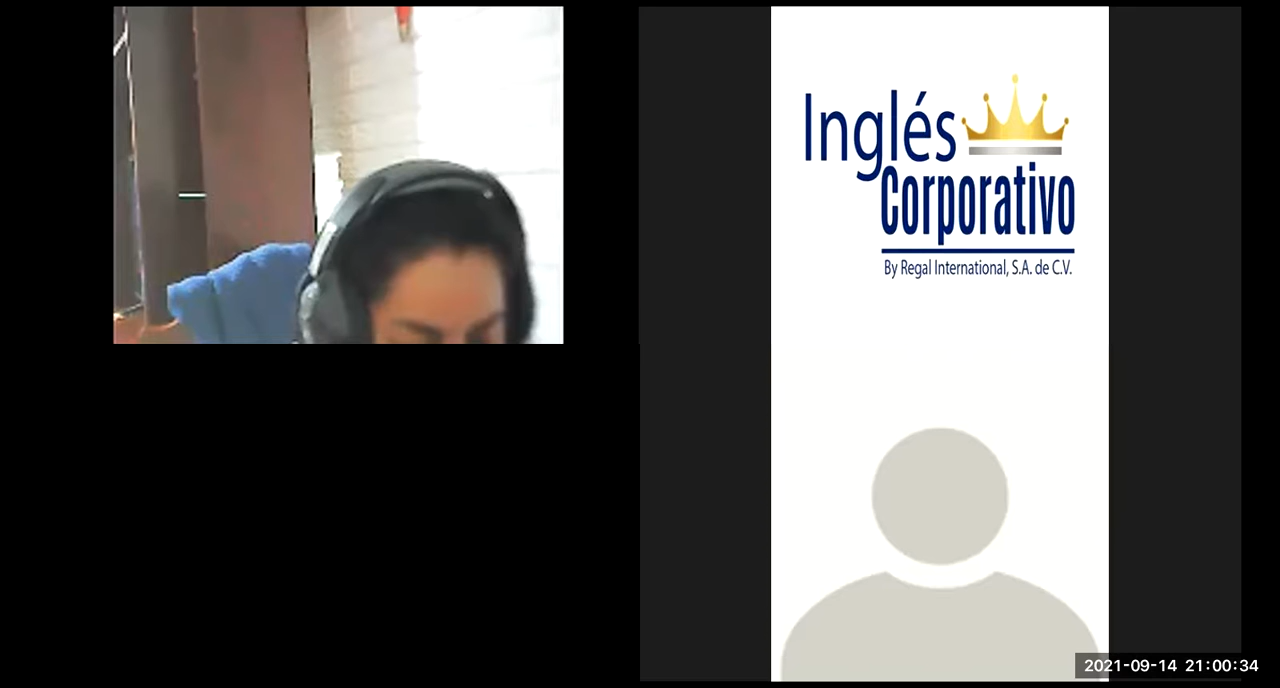 Inglés
Corporativo
By Regal International, S.A. de C.V.
2021-09-14 21:00:34